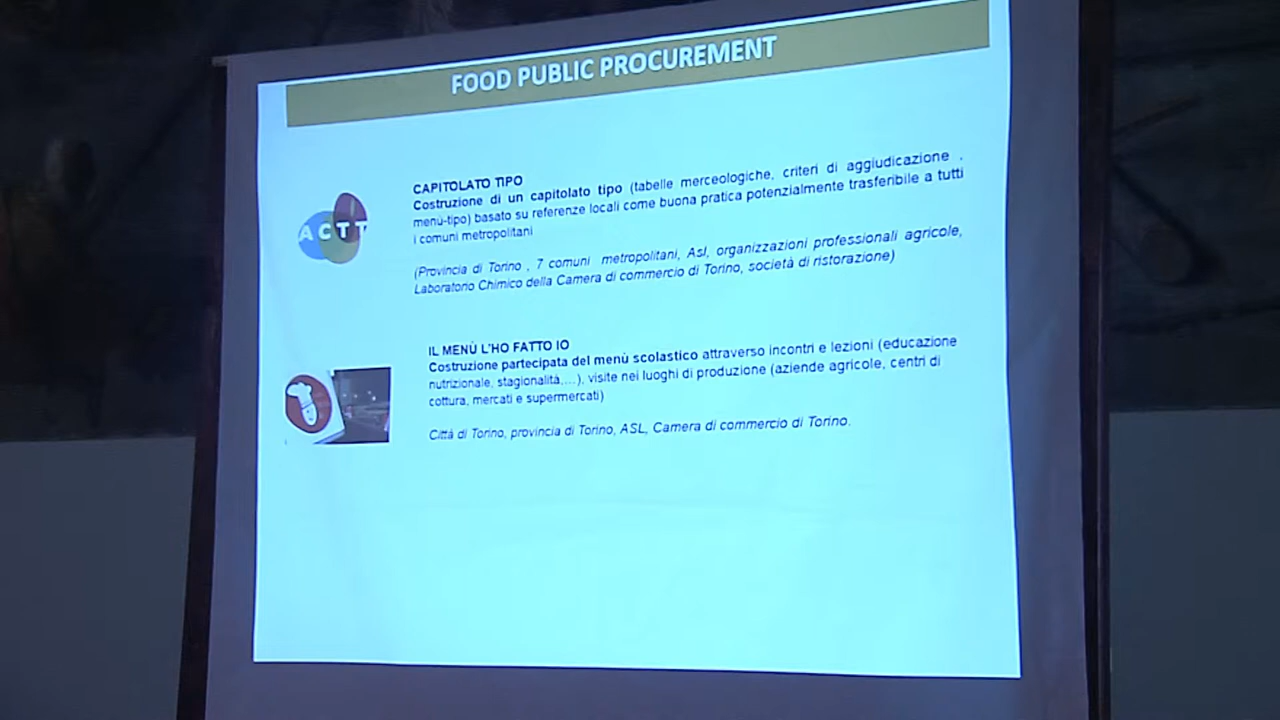 FOOD PUBLIC PROCUREMENT
CAPITOLATO TIPO
Costruzione di un capitolato tipo (tabelle merceologiche, criteri di aggiudicazione ,
menù-tipo) basato su referenze locali come buona pratica potenzialmente trasferibile a tutti
i comuni metropolitani
ACTT
(Provincia di Torino , 7 comuni metropolitani, Asl, organizzazioni professionali agricole,
Laboratorio Chimico della Camera di commercio di Torino, società di ristorazione)
IL MENÙ L'HO FATTO IO
Costruzione partecipata del menù scolastico attraverso incontri e lezioni (educazione
nutrizionale, stagionalità,...), visite nei luoghi di produzione (aziende agricole, centri di
cottura, mercati e supermercati)
Città di Torino, provincia di Torino, ASL, Camera di commercio di Torino.